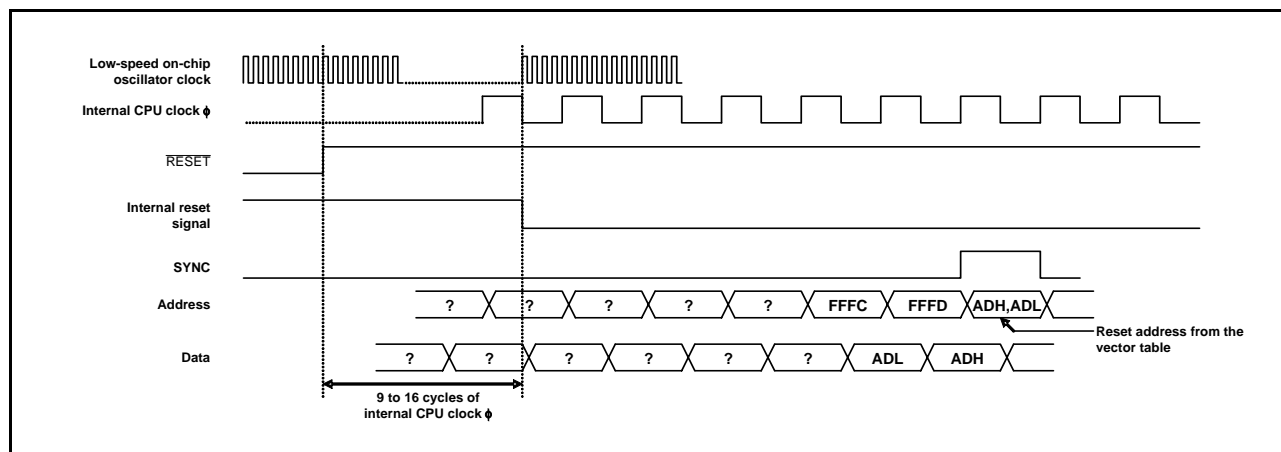 Low-speed on-chip
oscillator clock
Internal CPU clock ϕ
RESET
Internal reset
signal
SYNC
Address
? ? ? ? ? FFFC FFFD ADH,ADL
Reset address from the
vector table
Data
? ? ? ? ? ? ADL ADH
9 to 16 cycles of
internal CPU clock ϕ